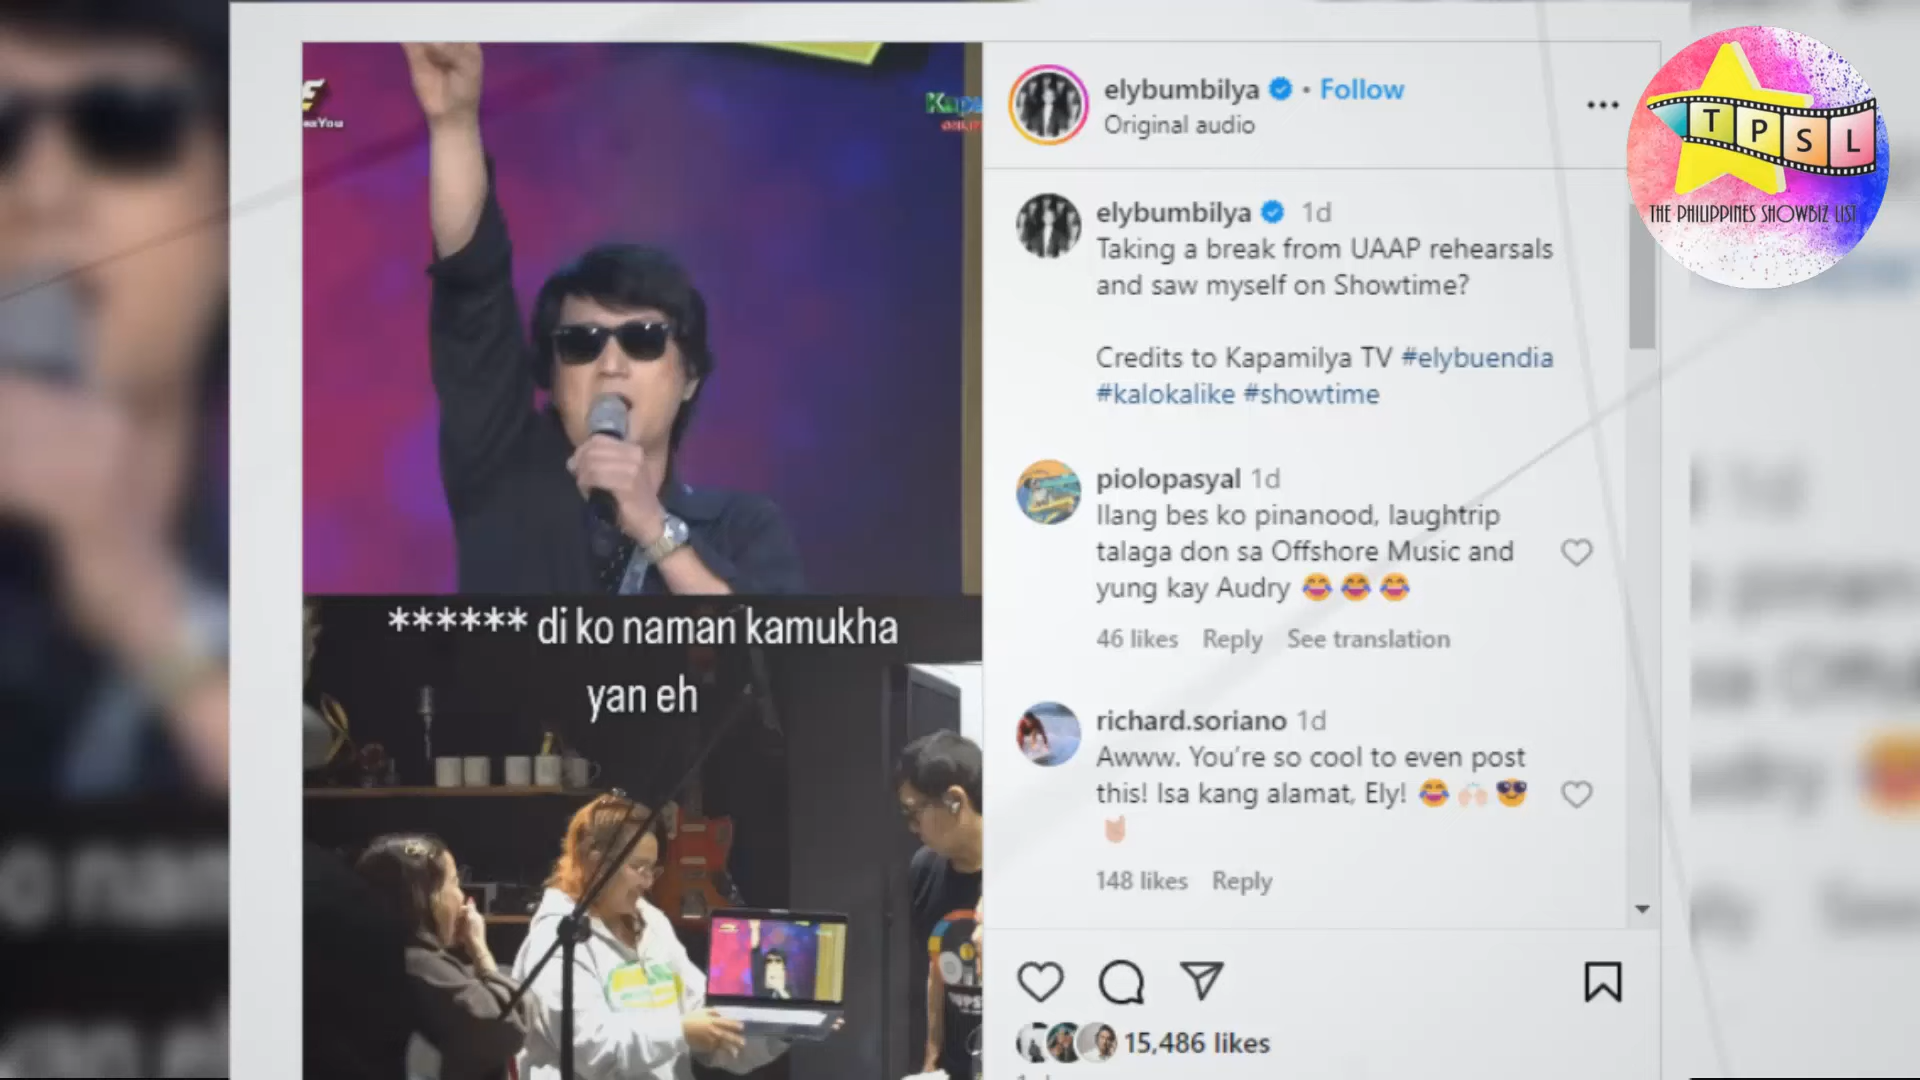 elybumbilya • Follow
Original audio
elybumbilya 1d
Taking a break from UAAP rehearsals
and saw myself on Showtime?
Credits to Kapamilya TV #elybuendia
#kalokalike #showtime
piolopasyal 1d
Ilang bes ko pinanood, laughtrip
talaga don sa Offshore Music and
yung kay Audry 😂 😂 😂
46 likes Reply See translation
richard.soriano 1d
Awww. You're so cool to even post
this! Isa kang alamat, Ely! 😂 🙌🏻 😎
🤘🏻
148 likes Reply
15,486 likes
****** di ko naman kamukha
yan eh
T P S L
THE PHILIPPINES SHOWBIZ LIST